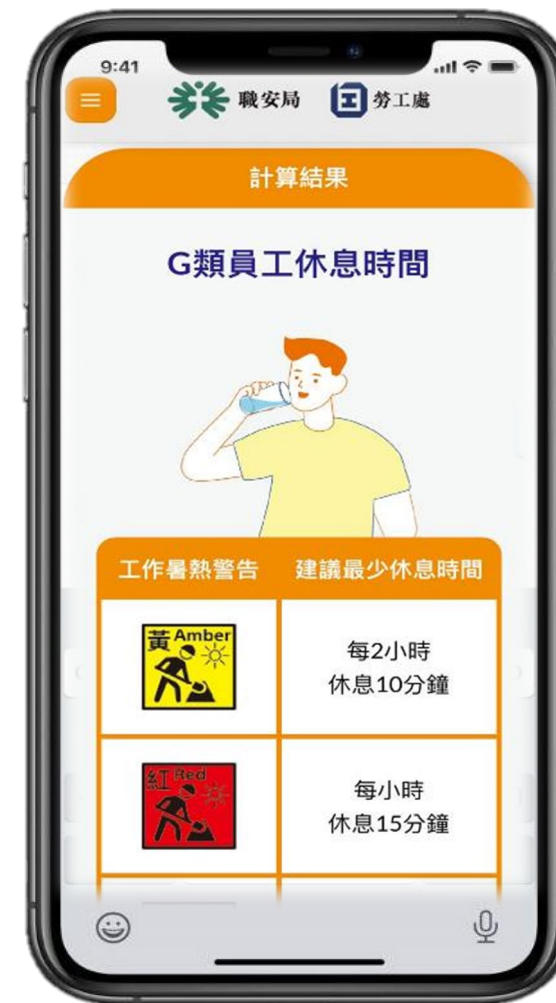 9:41
職安局 勞工處
計算結果
G類員工休息時間
工作暑熱警告 建議最少休息時間
黃 Amber
每2小時
休息10分鐘
紅 Red
每小時
休息15分鐘